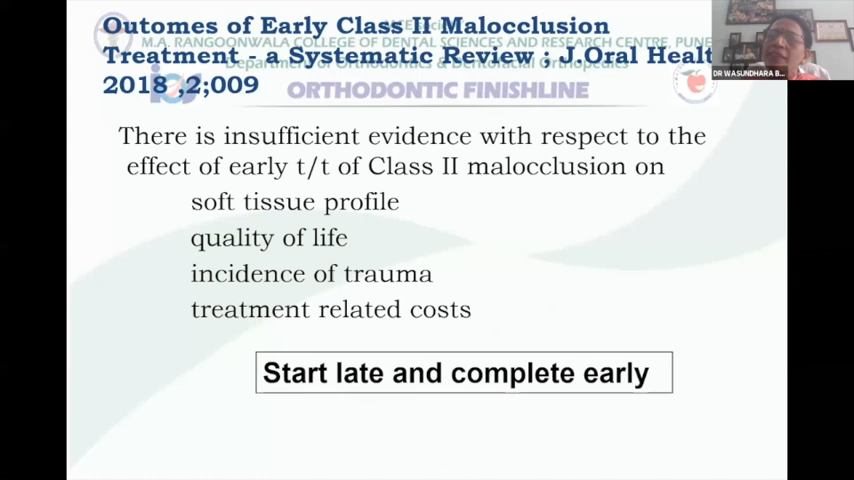 Outomes of Early Class II Malocclusion
M.A. RANGOONWALA COLLEGE OF DENTAL SCIENCES AND RESEARCH CENTRE, PUNE
Treatment _ a Systematic Review ; J.Oral Healt
Department of Orthodontics & Dentofacial Orthopedics
2018 ,2;009
ios
ORTHODONTIC FINISHLINE
DR WASUNDHARA B...
There is insufficient evidence with respect to the
effect of early t/t of Class II malocclusion on
soft tissue profile
quality of life
incidence of trauma
treatment related costs
Start late and complete early